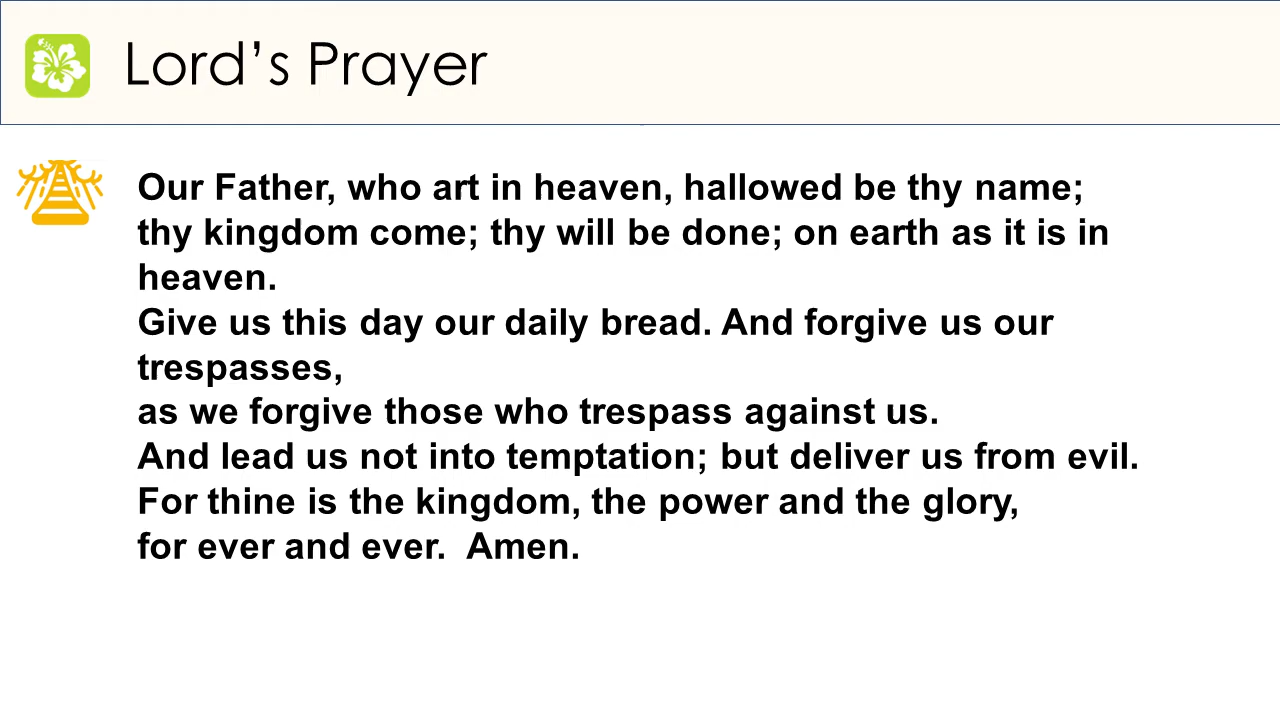 Lord’s Prayer
Our Father, who art in heaven, hallowed be thy name;
thy kingdom come; thy will be done; on earth as it is in
heaven.
Give us this day our daily bread. And forgive us our
trespasses,
as we forgive those who trespass against us.
And lead us not into temptation; but deliver us from evil.
For thine is the kingdom, the power and the glory,
for ever and ever.  Amen.